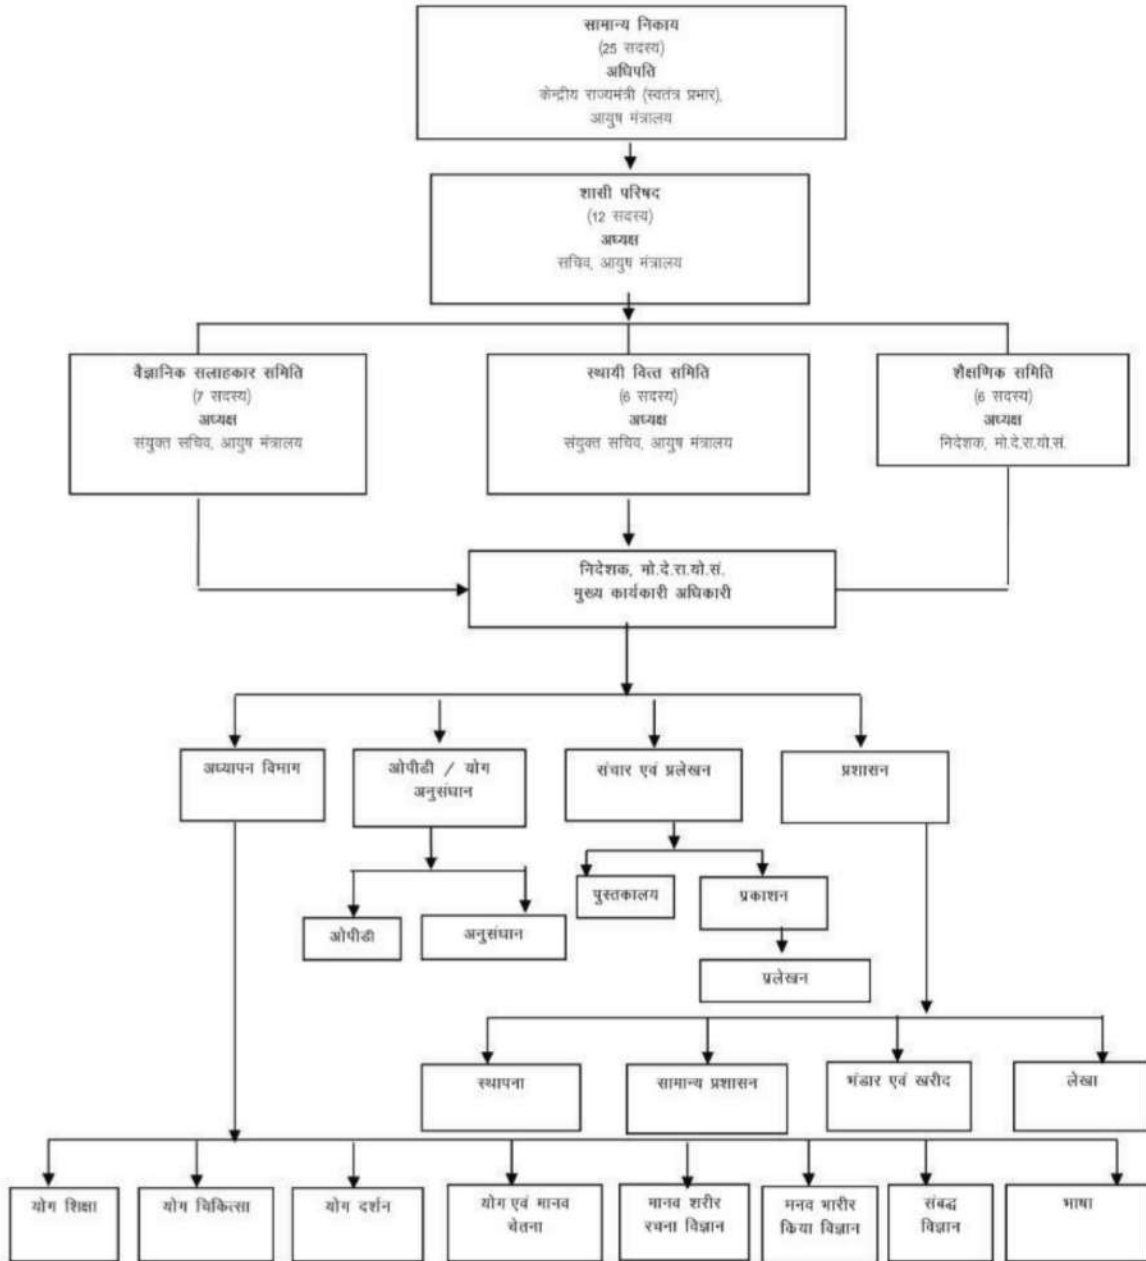 सामान्य निकाय
(25 सदस्य)
अधिपति
केन्द्रीय राज्यमंत्री (स्वतंत्र प्रभार),
आयुष मंत्रालय
शासी परिषद
(12 सदस्य)
अध्यक्ष
सचिव, आयुष मंत्रालय
वैज्ञानिक सलाहकार समिति
(7 सदस्य)
अध्यक्ष
संयुक्त सचिव, आयुष मंत्रालय
स्थायी वित्त समिति
(6 सदस्य)
अध्यक्ष
संयुक्त सचिव, आयुष मंत्रालय
शैक्षणिक समिति
(6 सदस्य)
अध्यक्ष
निदेशक, मो.दे.रा.यो.सं.
निदेशक, मो.दे.रा.यो.सं.
मुख्य कार्यकारी अधिकारी
अध्यापन विभाग
ओपीडी / योग
अनुसंधान
संचार एवं प्रलेखन
प्रशासन
ओपीडी
अनुसंधान
पुस्तकालय
प्रकाशन
प्रलेखन
स्थापना
सामान्य प्रशासन
भंडार एवं खरीद
लेखा
योग शिक्षा
योग चिकित्सा
योग दर्शन
योग एवं मानव
चेतना
मानव शरीर
रचना विज्ञान
मनव भारीर
किया विज्ञान
संबद्ध
विज्ञान
भाषा